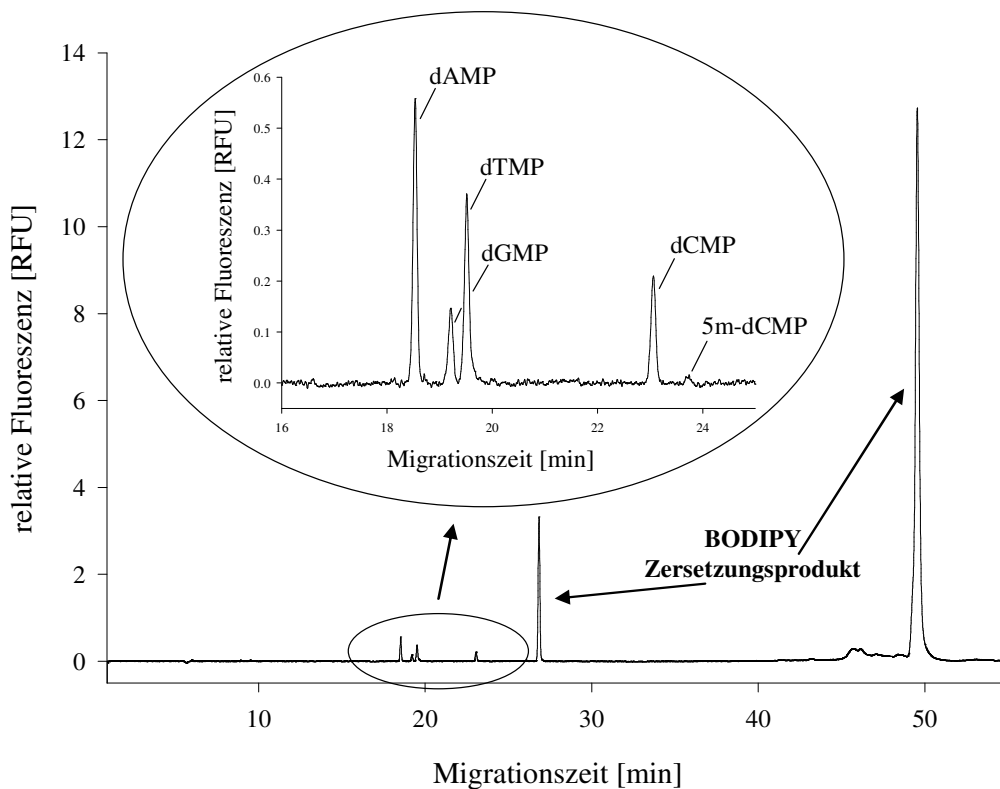 14
12
10
8
6
4
2
0
relative Fluoreszenz [RFU]
0.6
0.5
0.4
0.3
0.2
0.1
0.0
relative Fluoreszenz [RFU]
dAMP
dTMP
dGMP
dCMP
5m-dCMP
16 18 20 22 24
Migrationszeit [min]
BODIPY
Zersetzungsprodukt
10 20 30 40 50
Migrationszeit [min]